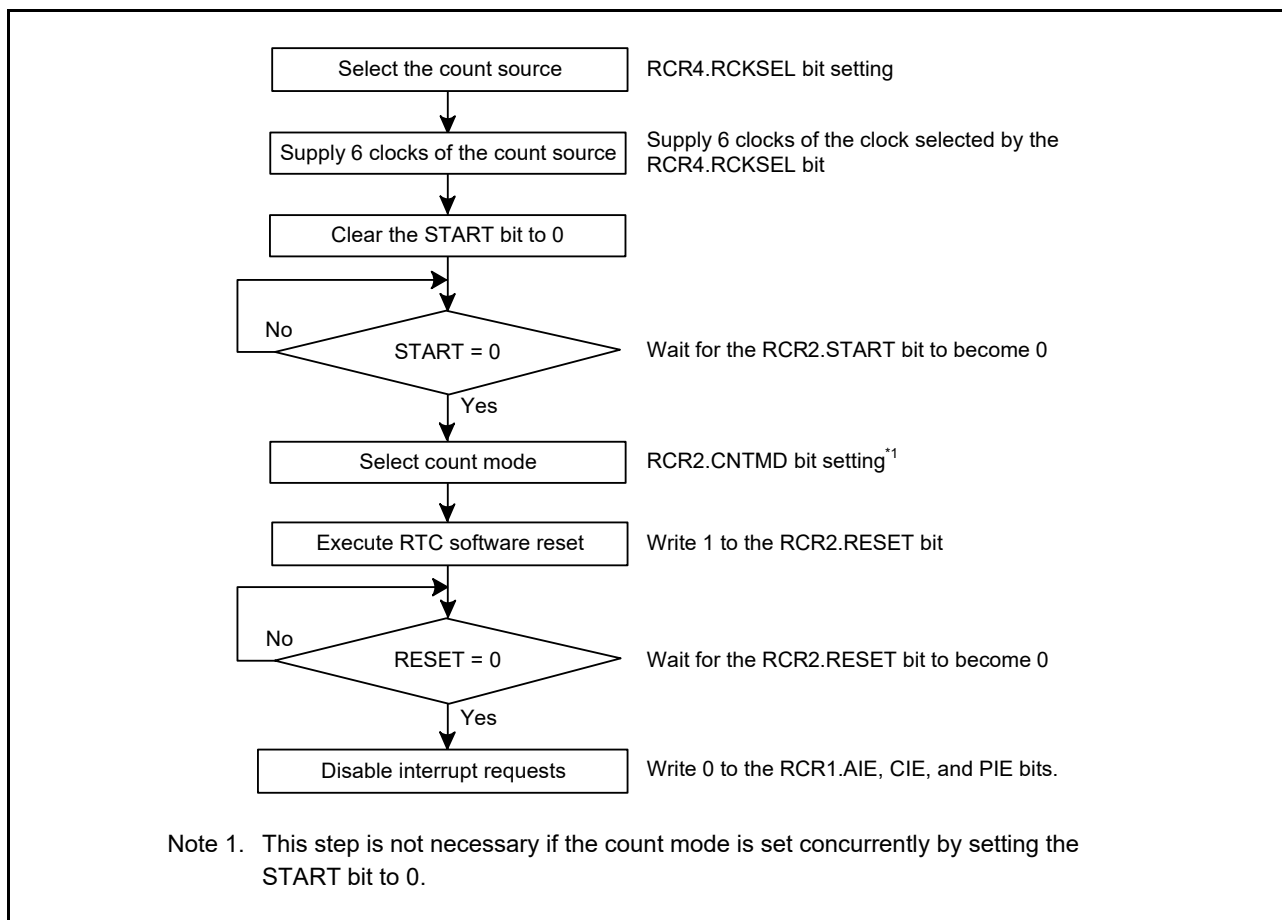 Select the count source
RCR4.RCKSEL bit setting
Supply 6 clocks of the count source
Supply 6 clocks of the clock selected by the
RCR4.RCKSEL bit
Clear the START bit to 0
No
START = 0
Wait for the RCR2.START bit to become 0
Yes
Select count mode
RCR2.CNTMD bit setting*1
Execute RTC software reset
Write 1 to the RCR2.RESET bit
No
RESET = 0
Wait for the RCR2.RESET bit to become 0
Yes
Disable interrupt requests
Write 0 to the RCR1.AIE, CIE, and PIE bits.
Note 1. This step is not necessary if the count mode is set concurrently by setting the
START bit to 0.